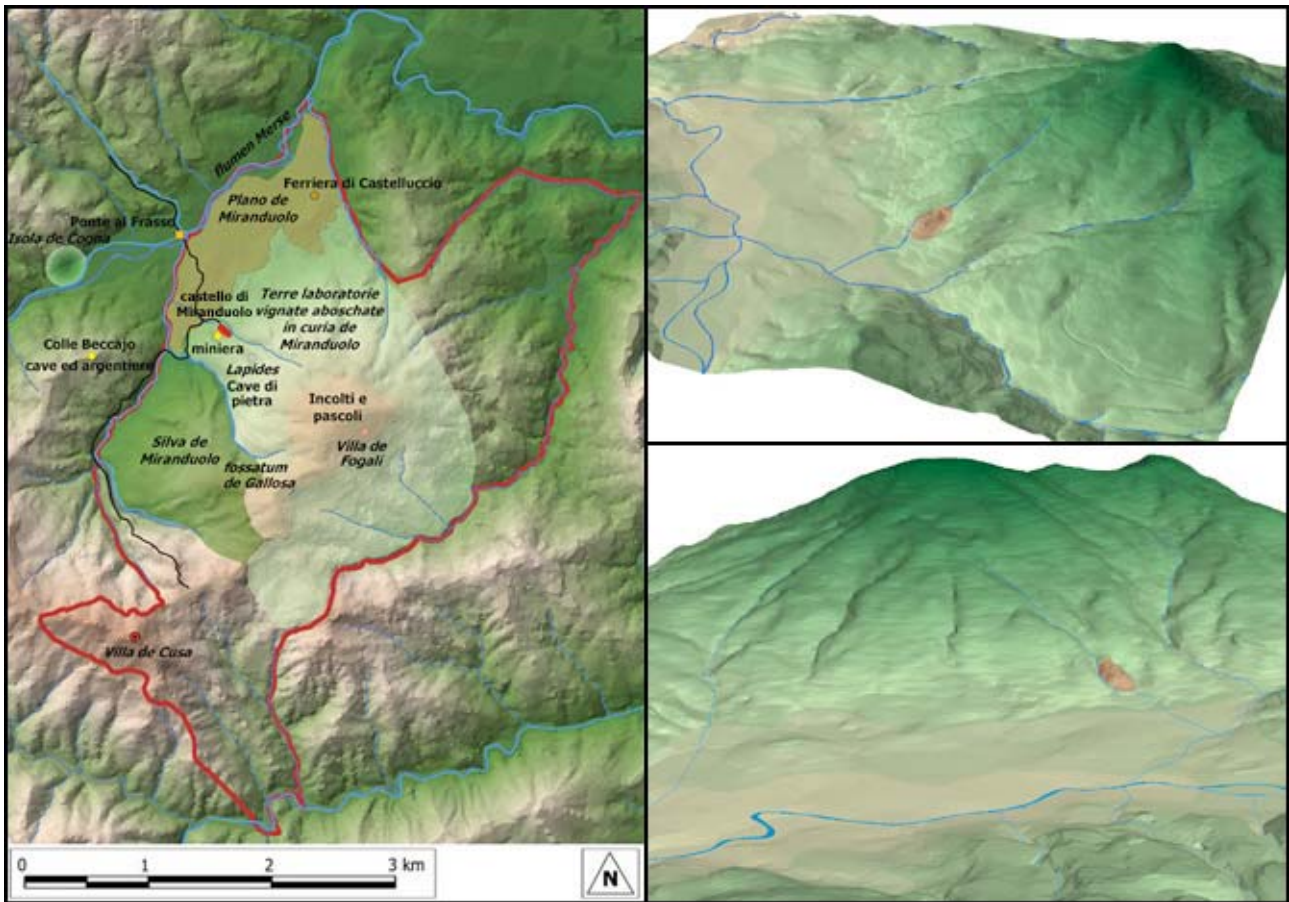 flumen Merse
Ferriera di Castelluccio
Plano de
Miranduolo
Ponte al Frasso
Isola de Cogna
castello di
Miranduolo
Terre laboratorie
vignate aboschate
in curia de
Miranduolo
miniera
Colle Beccajo
cave ed argentiere
Lapides
Cave di
pietra
Incolti e
pascoli
Silva de
Miranduolo
Villa de
Fogali
fossatum
de Gallosa
Villa de Cusa
0 1 2 3 km
N